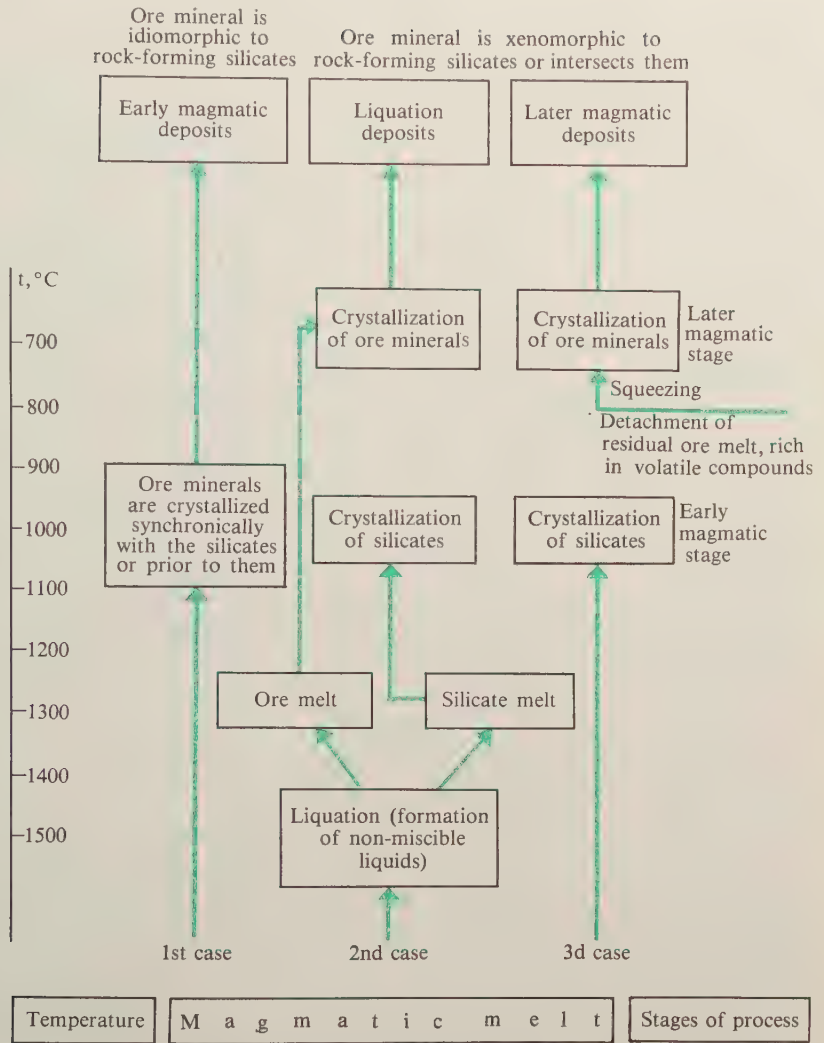 Ore mineral is
idiomorphic to
rock-forming silicates
Ore mineral is xenomorphic to
rock-forming silicates or intersects them
Early magmatic
deposits
Liquation
deposits
Later magmatic
deposits
t, °C
700
800
900
1000
1100
1200
1300
1400
1500
Crystallization
of ore minerals
Crystallization
of ore minerals
Later
magmatic
stage
Squeezing
Detachment of
residual ore melt, rich
in volatile compounds
Ore minerals
are crystallized
synchronically
with the silicates
or prior to them
Crystallization
of silicates
Crystallization
of silicates
Early
magmatic
stage
Ore melt
Silicate melt
Liquation (formation
of non-miscible
liquids)
1st case
2nd case
3d case
Temperature
Magmatic melt
Stages of process